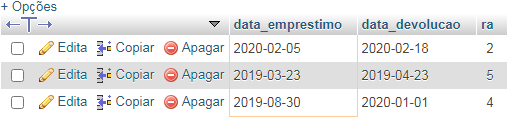 + Opções
data_emprestimo data_devolucao ra
Edita Copiar Apagar 2020-02-05 2020-02-18 2
Edita Copiar Apagar 2019-03-23 2019-04-23 5
Edita Copiar Apagar 2019-08-30 2020-01-01 4